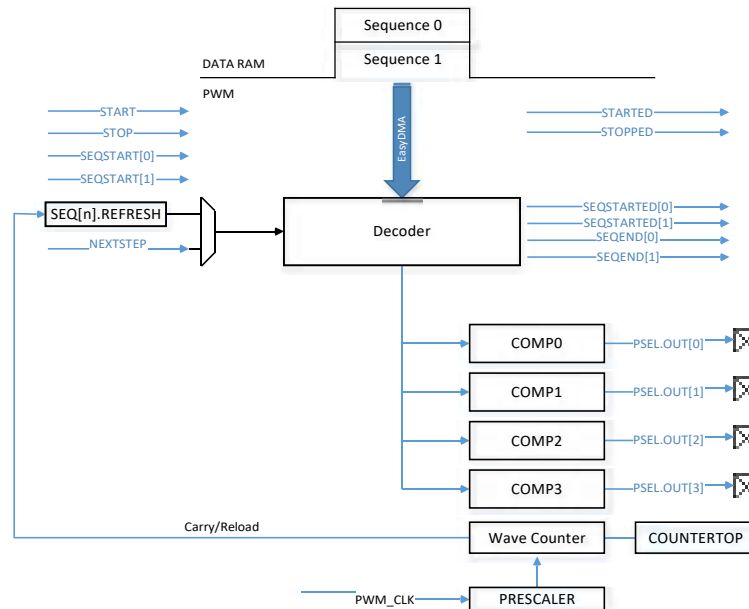 Sequence 0
DATA RAM
Sequence 1
PWM
START
STOP
SEQSTART[0]
SEQSTART[1]
EasyDMA
STARTED
STOPPED
SEQ[n].REFRESH
NEXTSTEP
Decoder
SEQSTARTED[0]
SEQSTARTED[1]
SEQEND[0]
SEQEND[1]
COMP0
PSEL.OUT[0]
COMP1
PSEL.OUT[1]
COMP2
PSEL.OUT[2]
COMP3
PSEL.OUT[3]
Carry/Reload
Wave Counter
COUNTERTOP
PWM_CLK
PRESCALER